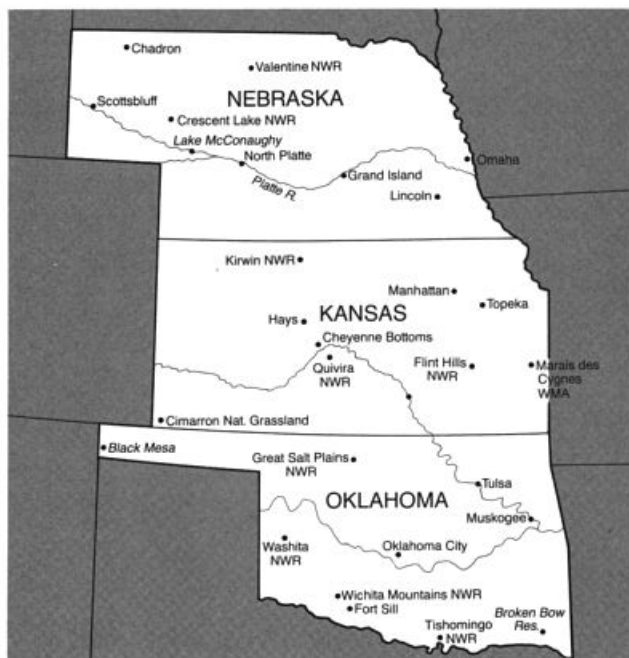 Chadron
Valentine NWR
NEBRASKA
Scottsbluff
Crescent Lake NWR
Lake McConaughy
North Platte
Omaha
Platte R.
Grand Island
Lincoln
Kirwin NWR
Manhattan
Topeka
KANSAS
Hays
Cheyenne Bottoms
Quivira
NWR
Flint Hills
NWR
Marais des
Cygnes
WMA
Cimarron Nat. Grassland
Black Mesa
Great Salt Plains
NWR
Tulsa
OKLAHOMA
Muskogee
Washita
NWR
Oklahoma City
Wichita Mountains NWR
Fort Sill
Tishomingo
NWR
Broken Bow
Res.